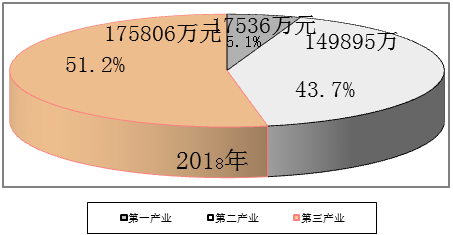 175806万元
51.2%
17536万元
5.1%
149895万
43.7%
2018年
第一产业 第二产业 第三产业